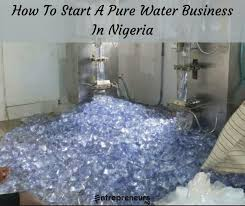 How To Start A Pure Water Business
In Nigeria
Entrepreneurs